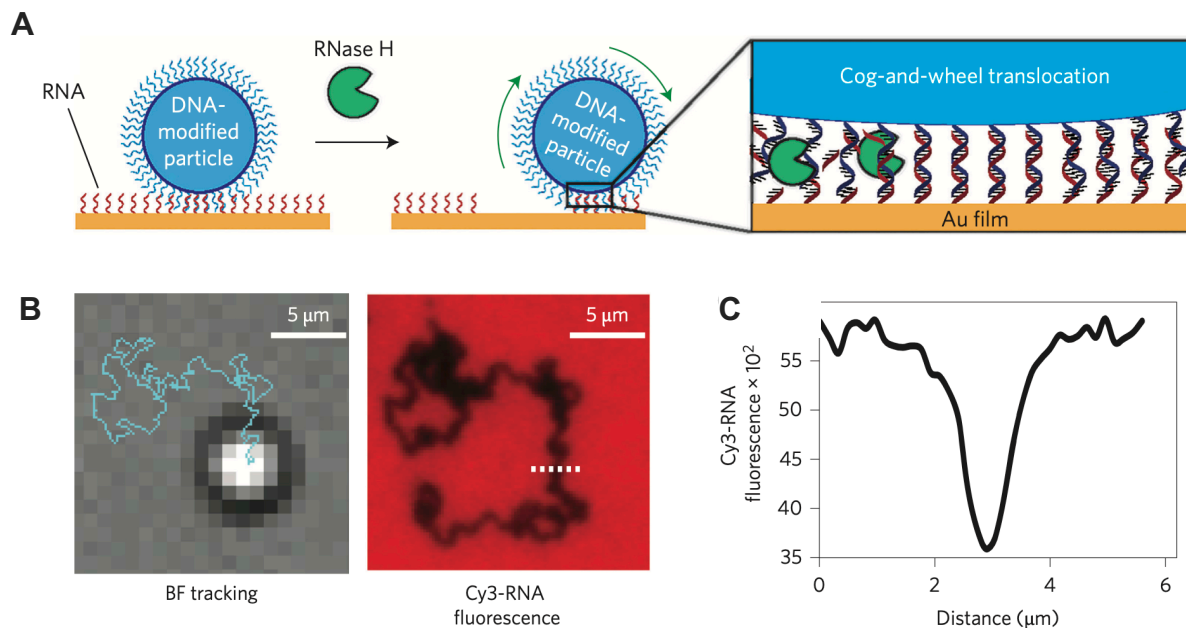 A
RNA
DNA-
modified
particle
RNase H
DNA-
modified
particle
Cog-and-wheel translocation
Au film
B
5 µm
BF tracking
5 µm
Cy3-RNA
fluorescence
C
Cy3-RNA
fluorescence × 10²
55
50
45
40
35
0
2
4
6
Distance (µm)